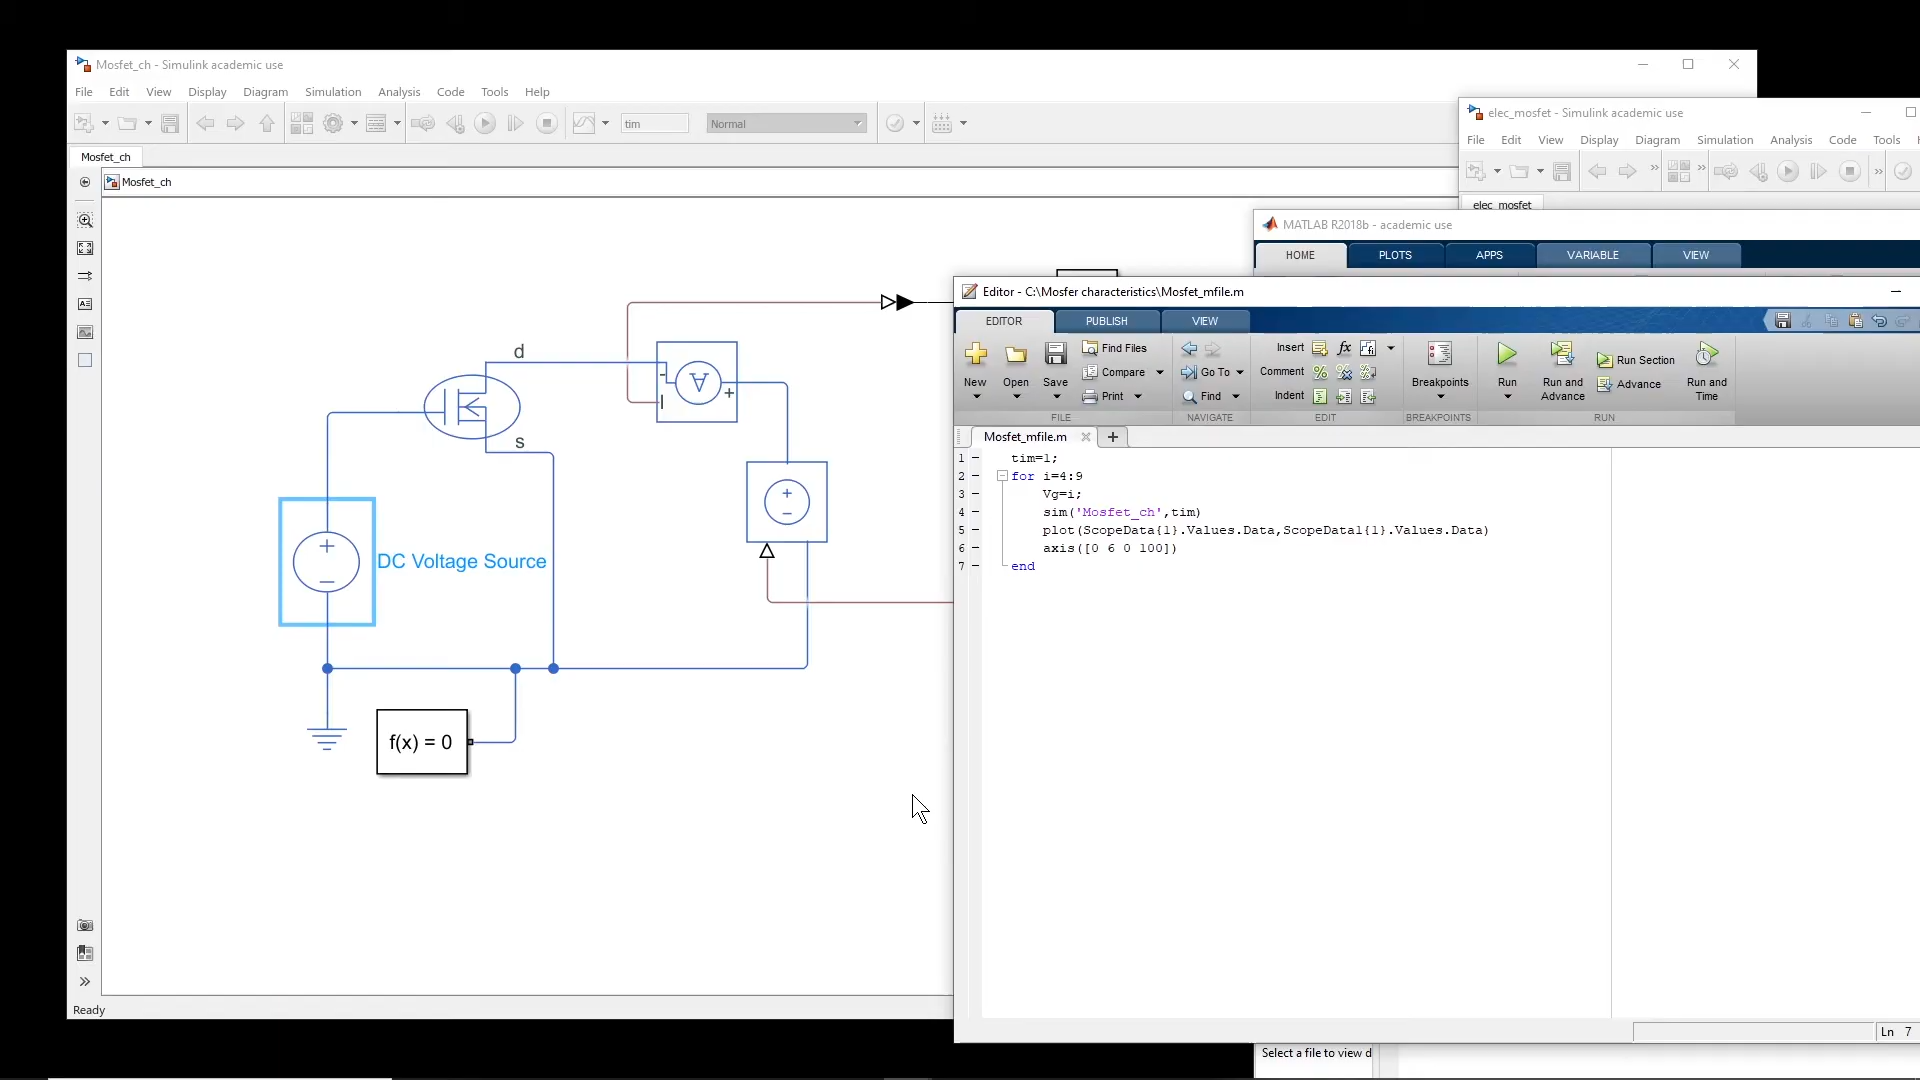 Mosfet_ch - Simulink academic use
File Edit View Display Diagram Simulation Analysis Code Tools Help
tim
Normal
Mosfet_ch
Mosfet_ch
d
s
A
DC Voltage Source
f(x) = 0
Ready
elec_mosfet - Simulink academic use
File Edit View Display Diagram Simulation Analysis Code Tools
elec_mosfet
MATLAB R2018b - academic use
HOME PLOTS APPS VARIABLE VIEW
Editor - C:\Mosfer characteristics\Mosfet_mfile.m
EDITOR PUBLISH VIEW
New Open Save Find Files Compare Print
FILE
Go To Find
NAVIGATE
Insert fx
Comment
Indent
EDIT
Breakpoints
BREAKPOINTS
Run Run and Advance Run Section Advance Run and Time
RUN
Mosfet_mfile.m
1 tim=1;
2 for i=4:9
3 Vg=i;
4 sim('Mosfet_ch',tim)
5 plot(ScopeData{1}.Values.Data,ScopeData1{1}.Values.Data)
6 axis([0 6 0 100])
7 end
Ln 7
Select a file to view d